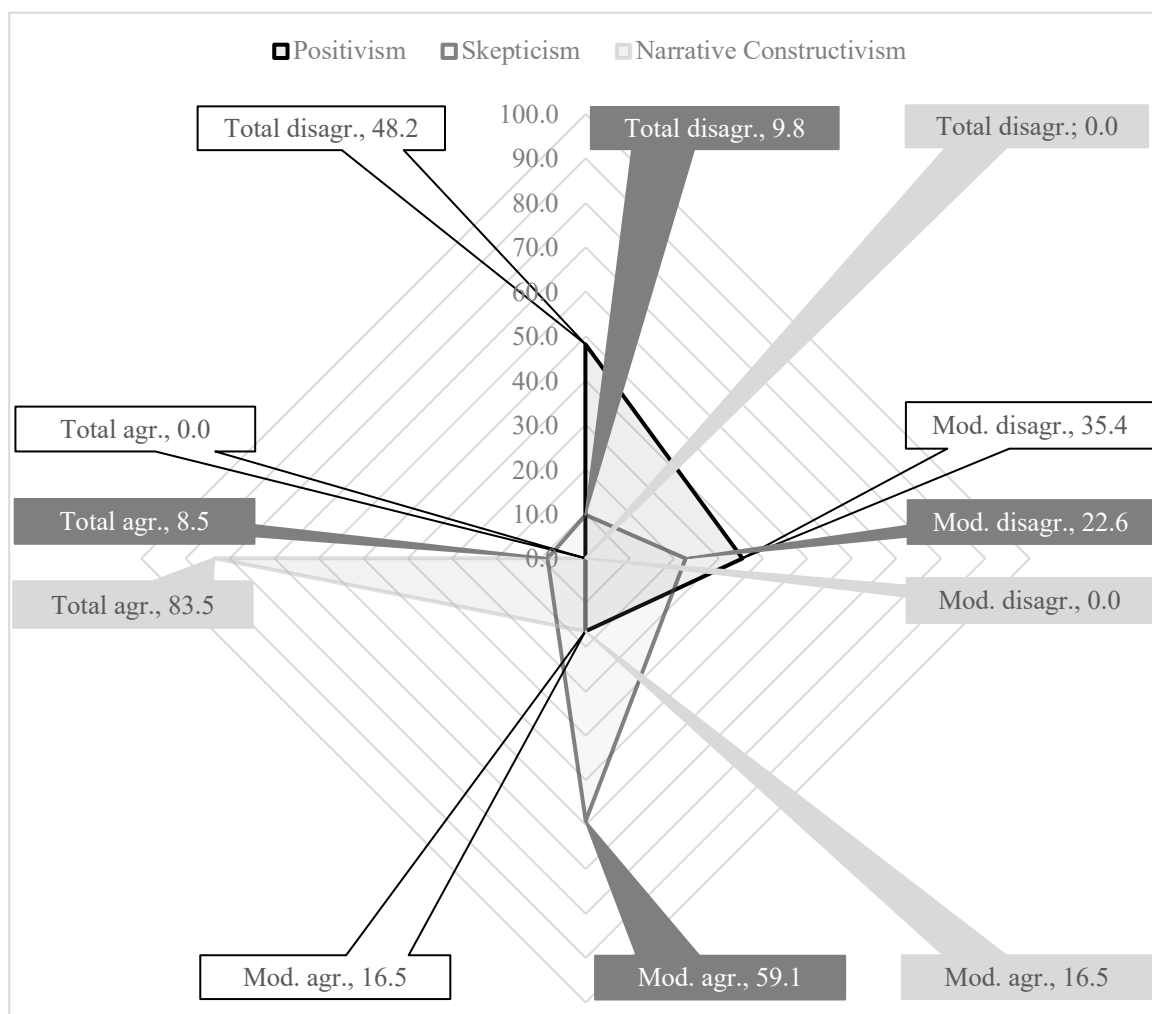 Positivism Skepticism Narrative Constructivism
Total disagr., 48.2
100.0
Total disagr., 9.8
Total disagr.; 0.0
90.0
80.0
70.0
60.0
50.0
40.0
30.0
20.0
10.0
0.0
Total agr., 0.0
Mod. disagr., 35.4
Total agr., 8.5
Mod. disagr., 22.6
Total agr., 83.5
Mod. disagr., 0.0
Mod. agr., 16.5
Mod. agr., 59.1
Mod. agr., 16.5